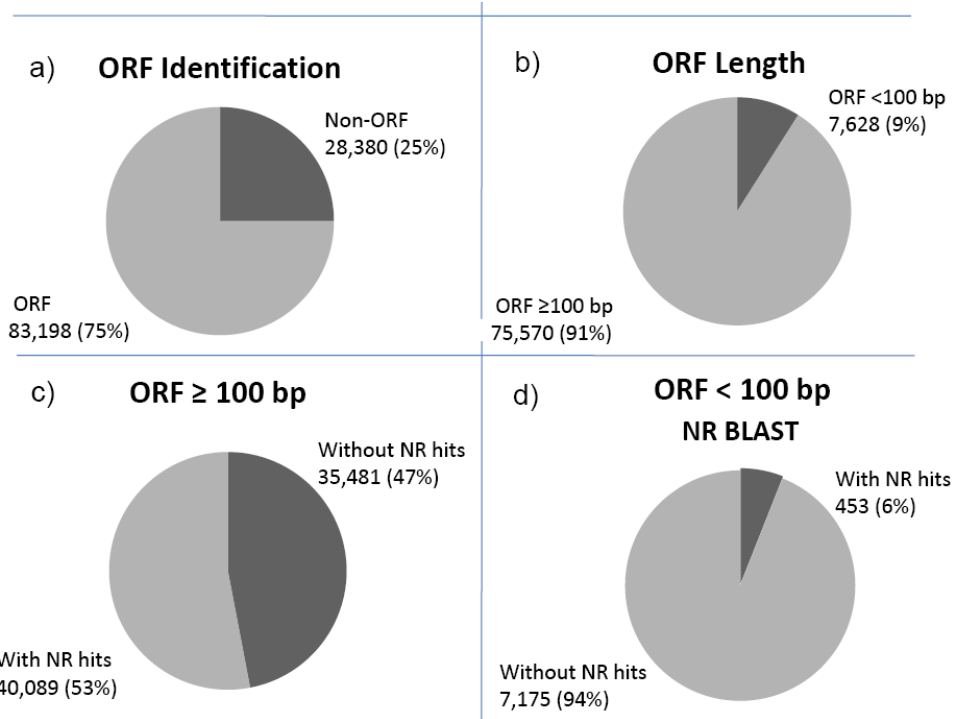 a) ORF Identification
Non-ORF
28,380 (25%)
ORF
83,198 (75%)
b) ORF Length
ORF <100 bp
7,628 (9%)
ORF ≥100 bp
75,570 (91%)
c) ORF ≥ 100 bp
Without NR hits
35,481 (47%)
With NR hits
40,089 (53%)
d) ORF < 100 bp
NR BLAST
With NR hits
453 (6%)
Without NR hits
7,175 (94%)